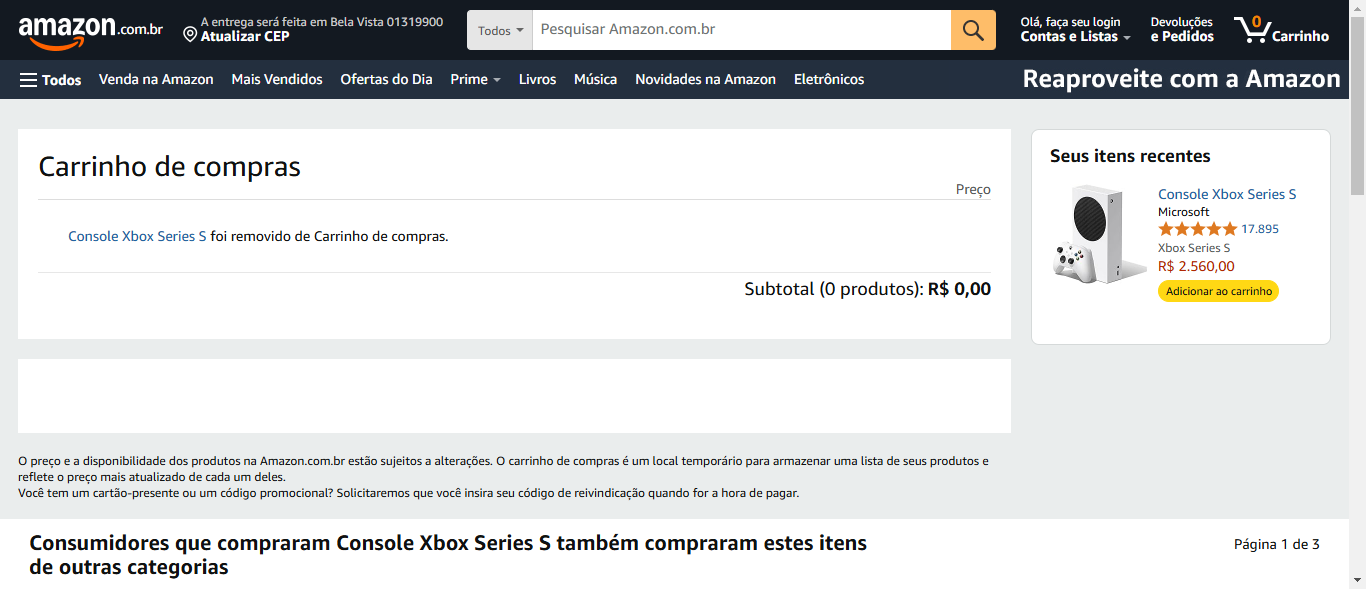 amazon.com.br
A entrega será feita em Bela Vista 01319900
Atualizar CEP
Todos
Pesquisar Amazon.com.br
Olá, faça seu login
Contas e Listas
Devoluções
e Pedidos
0
Carrinho
Todos
Venda na Amazon
Mais Vendidos
Ofertas do Dia
Prime
Livros
Música
Novidades na Amazon
Eletrônicos
Reaproveite com a Amazon
Carrinho de compras
Preço
Console Xbox Series S foi removido de Carrinho de compras.
Subtotal (0 produtos): R$ 0,00
Seus itens recentes
Console Xbox Series S
Microsoft
17.895
Xbox Series S
R$ 2.560,00
Adicionar ao carrinho
O preço e a disponibilidade dos produtos na Amazon.com.br estão sujeitos a alterações. O carrinho de compras é um local temporário para armazenar uma lista de seus produtos e
reflete o preço mais atualizado de cada um deles.
Você tem um cartão-presente ou um código promocional? Solicitaremos que você insira seu código de reivindicação quando for a hora de pagar.
Consumidores que compraram Console Xbox Series S também compraram estes itens
de outras categorias
Página 1 de 3